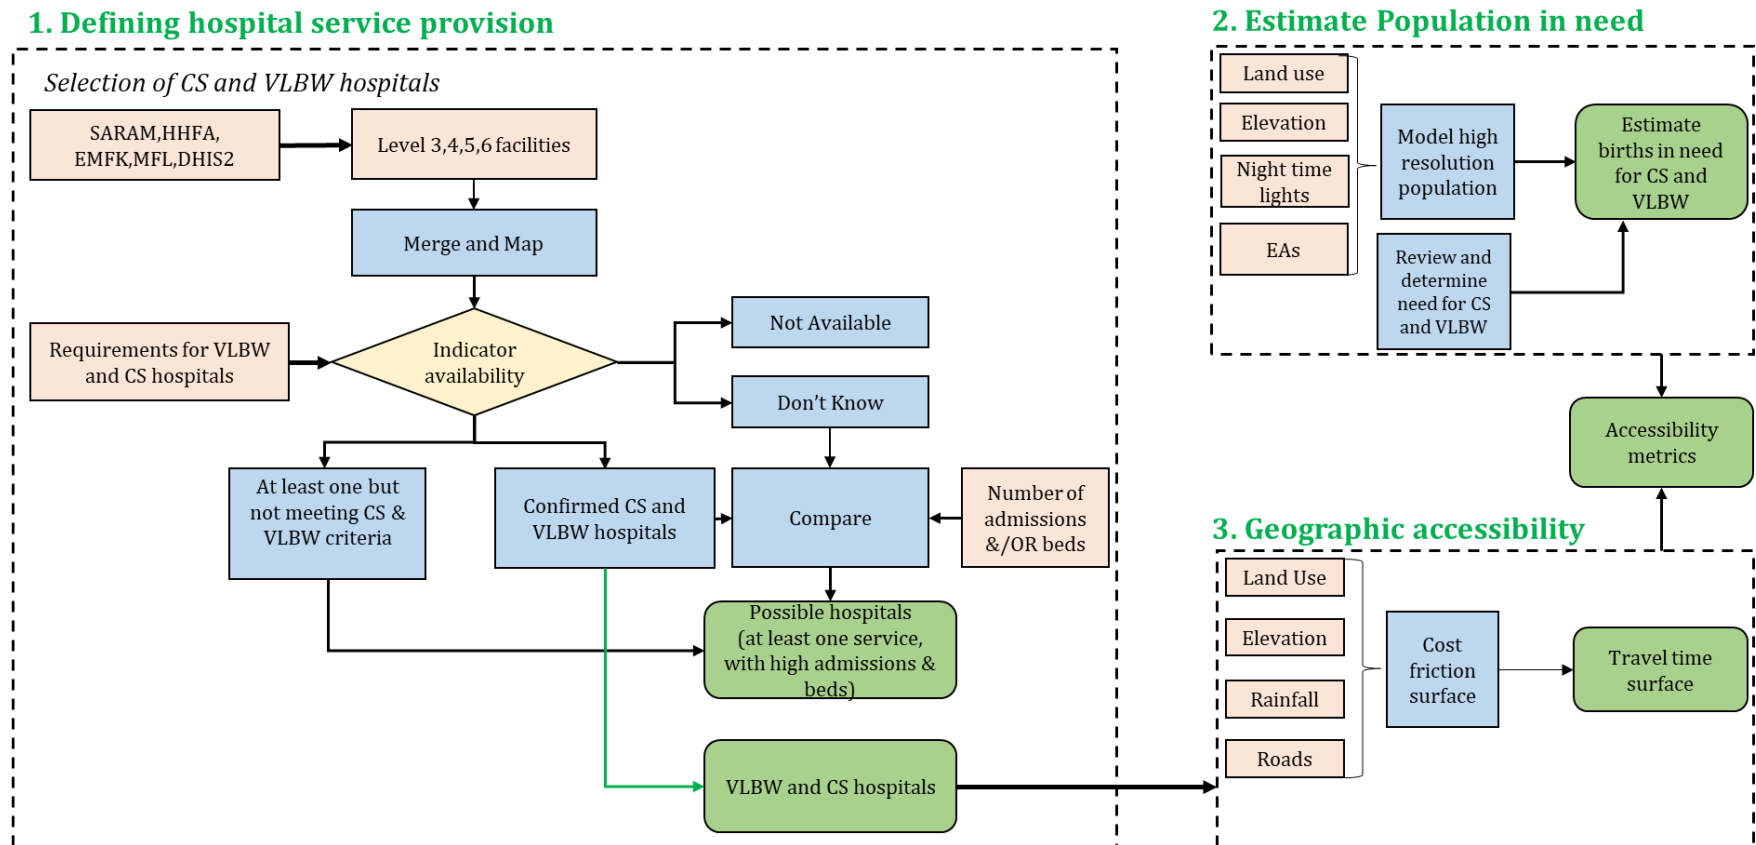 1. Defining hospital service provision
Selection of CS and VLBW hospitals
SARAM,HHFA,
EMFK,MFL,DHIS2
Level 3,4,5,6 facilities
Merge and Map
Requirements for VLBW
and CS hospitals
Indicator
availability
Not Available
Don't Know
At least one but
not meeting CS &
VLBW criteria
Confirmed CS and
VLBW hospitals
Compare
Number of
admissions
&/OR beds
Possible hospitals
(at least one service,
with high admissions &
beds)
VLBW and CS hospitals
2. Estimate Population in need
Land use
Elevation
Night time
lights
EAs
Model high
resolution
population
Review and
determine
need for CS
and VLBW
Estimate
births in need
for CS and
VLBW
Accessibility
metrics
3. Geographic accessibility
Land Use
Elevation
Rainfall
Roads
Cost
friction
surface
Travel time
surface